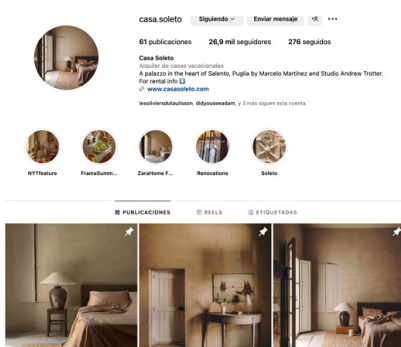 casa.soleto Siguiendo Enviar mensaje
61 publicaciones 26,9 mil seguidores 276 seguidos
Casa Soleto
Alquiler de casas vacacionales
A palazzo in the heart of Salento, Puglia by Marcelo Martínez and Studio Andrew Trotter.
For rental info ⬇️
www.casasoleto.com
lesoliviersdutaulisson, didyouseeadam, y 3 más siguen esta cuenta
NYTfeature FramaSumm... ZaraHome F... Renovations Soleto
PUBLICACIONES REELS ETIQUETADAS